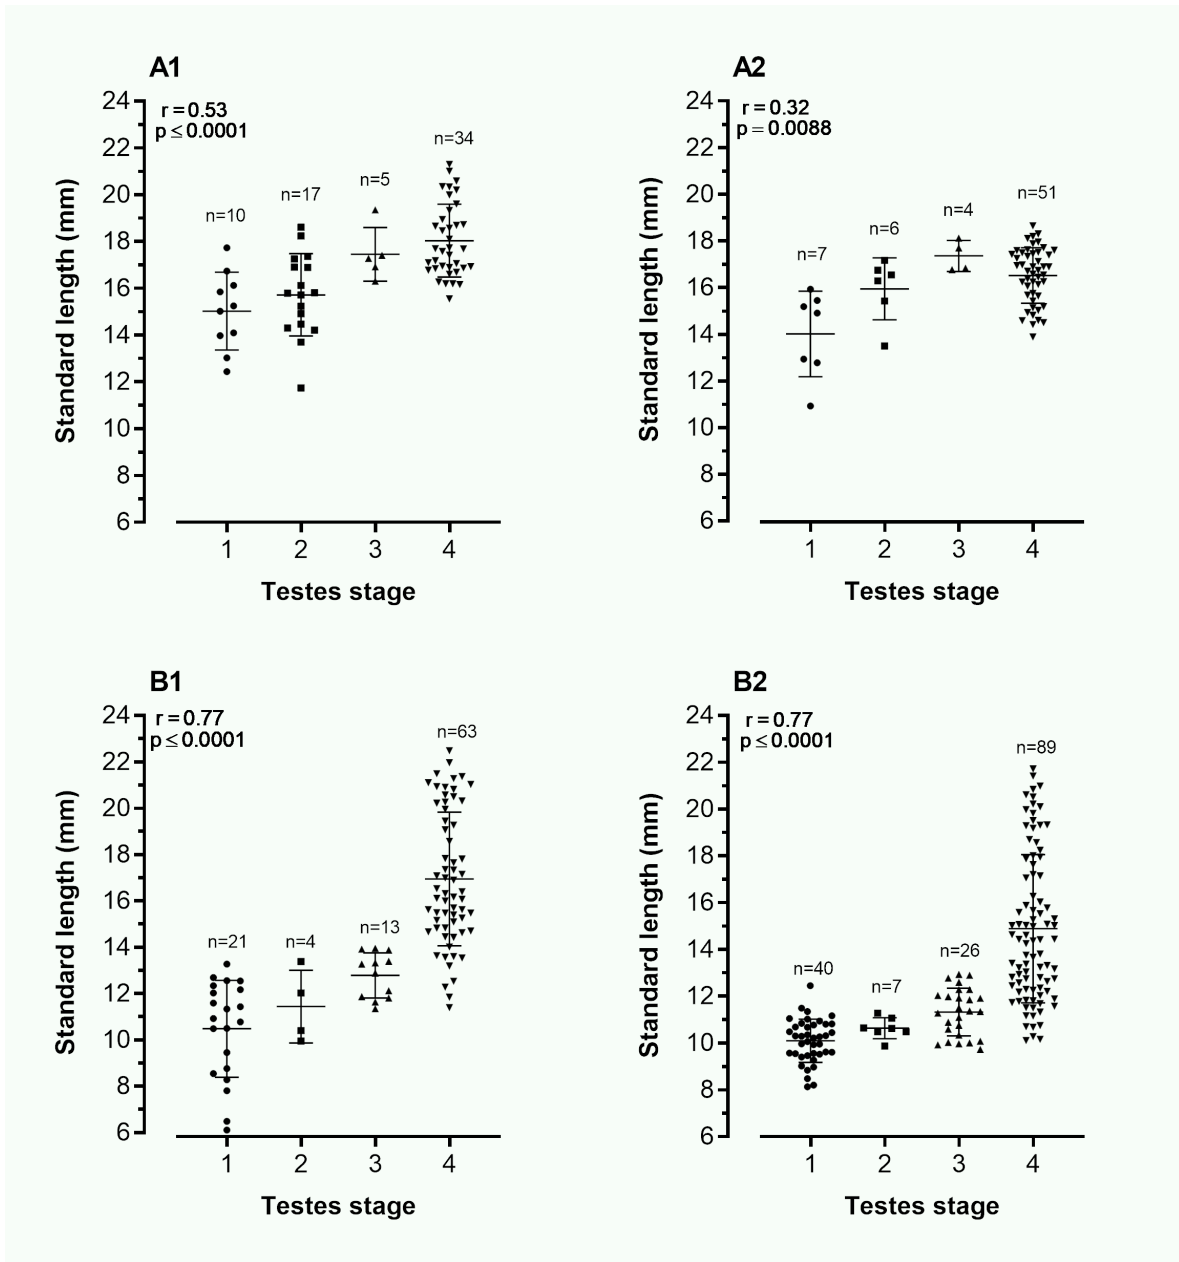 A1
r = 0.53
p ≤ 0.0001
n=10
n=17
n=5
n=34
24
22
20
18
16
14
12
10
8
6
Standard length (mm)
1 2 3 4
Testes stage
A2
r = 0.32
p = 0.0088
n=7
n=6
n=4
n=51
24
22
20
18
16
14
12
10
8
6
Standard length (mm)
1 2 3 4
Testes stage
B1
r = 0.77
p ≤ 0.0001
n=21
n=4
n=13
n=63
24
22
20
18
16
14
12
10
8
6
Standard length (mm)
1 2 3 4
Testes stage
B2
r = 0.77
p ≤ 0.0001
n=40
n=7
n=26
n=89
24
22
20
18
16
14
12
10
8
6
Standard length (mm)
1 2 3 4
Testes stage